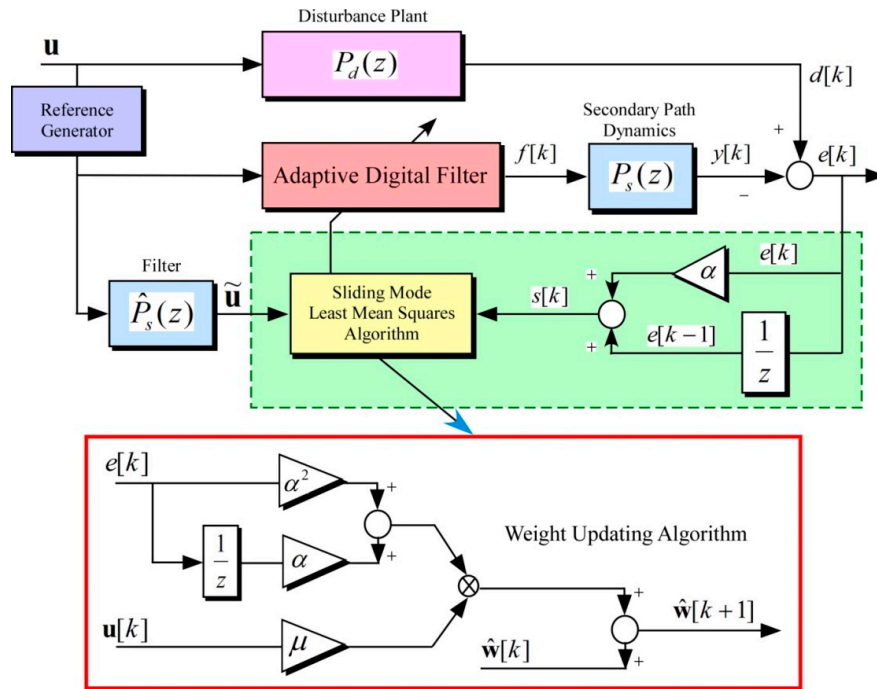 Disturbance Plant
u
P_d(z)
d[k]
Reference
Generator
Secondary Path
Dynamics
+
Adaptive Digital Filter
f[k]
P_s(z)
y[k]
e[k]
−
Filter
P̂_s(z)
ũ
Sliding Mode
Least Mean Squares
Algorithm
s[k]
+
α
e[k]
+
e[k−1]
1
z
e[k]
α²
+
1
z
α
+
Weight Updating Algorithm
u[k]
μ
⊗
+
ŵ[k]
+
ŵ[k+1]